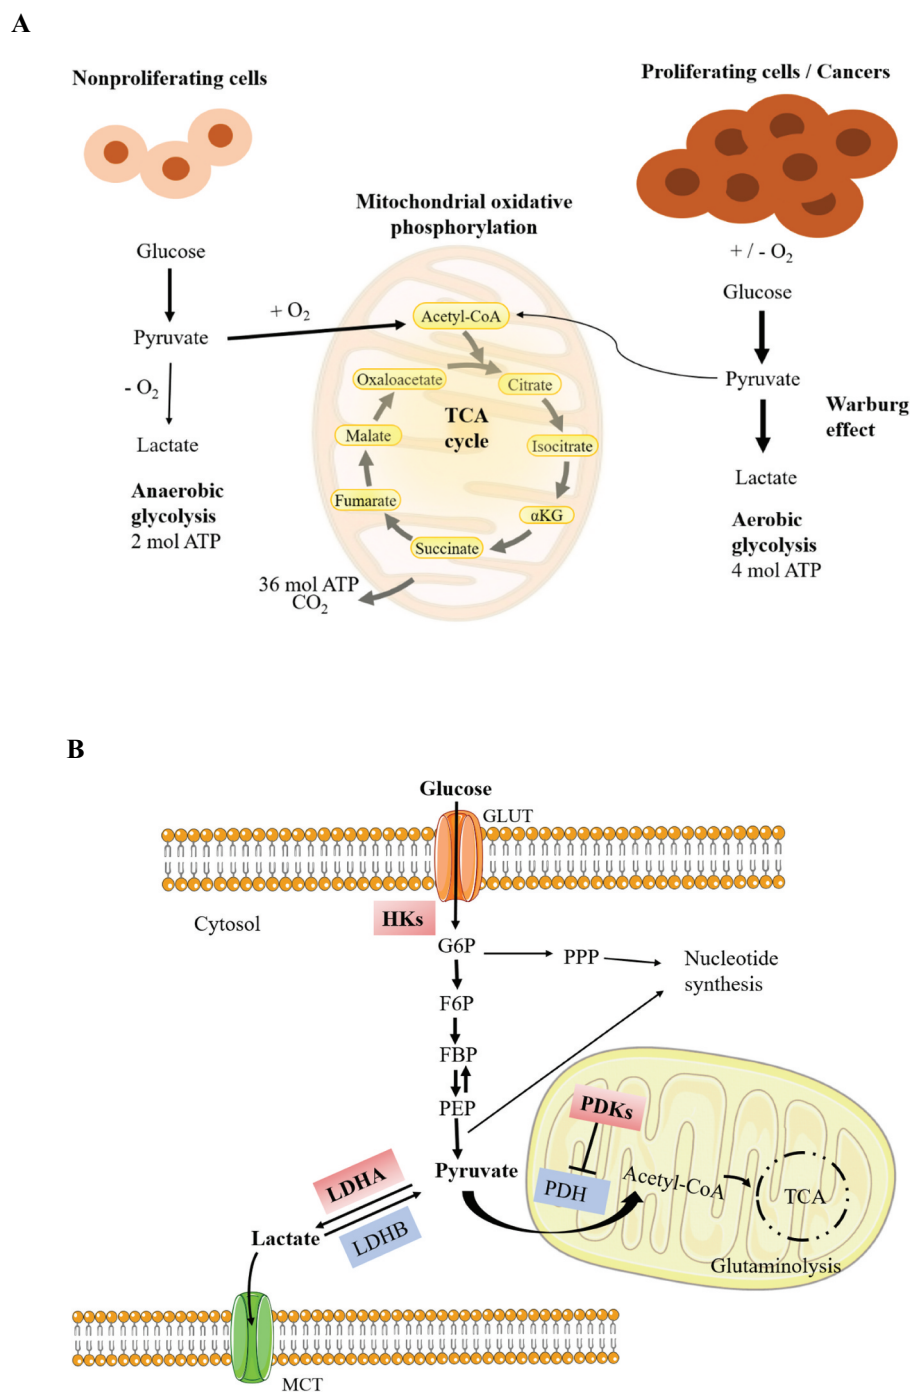 A
Nonproliferating cells
Proliferating cells / Cancers
Mitochondrial oxidative
phosphorylation
+ / - O2
Glucose
Glucose
+ O2
Acetyl-CoA
Pyruvate
Pyruvate
Oxaloacetate
Citrate
- O2
Warburg
effect
TCA
cycle
Malate
Isocitrate
Lactate
Lactate
Anaerobic
glycolysis
2 mol ATP
Fumarate
αKG
Aerobic
glycolysis
4 mol ATP
Succinate
36 mol ATP
CO2
B
Glucose
GLUT
HKs
Cytosol
G6P
PPP
Nucleotide
synthesis
F6P
FBP
PEP
PDKs
Pyruvate
LDHA
PDH
Acetyl-CoA
TCA
LDHB
Lactate
Glutaminolysis
MCT